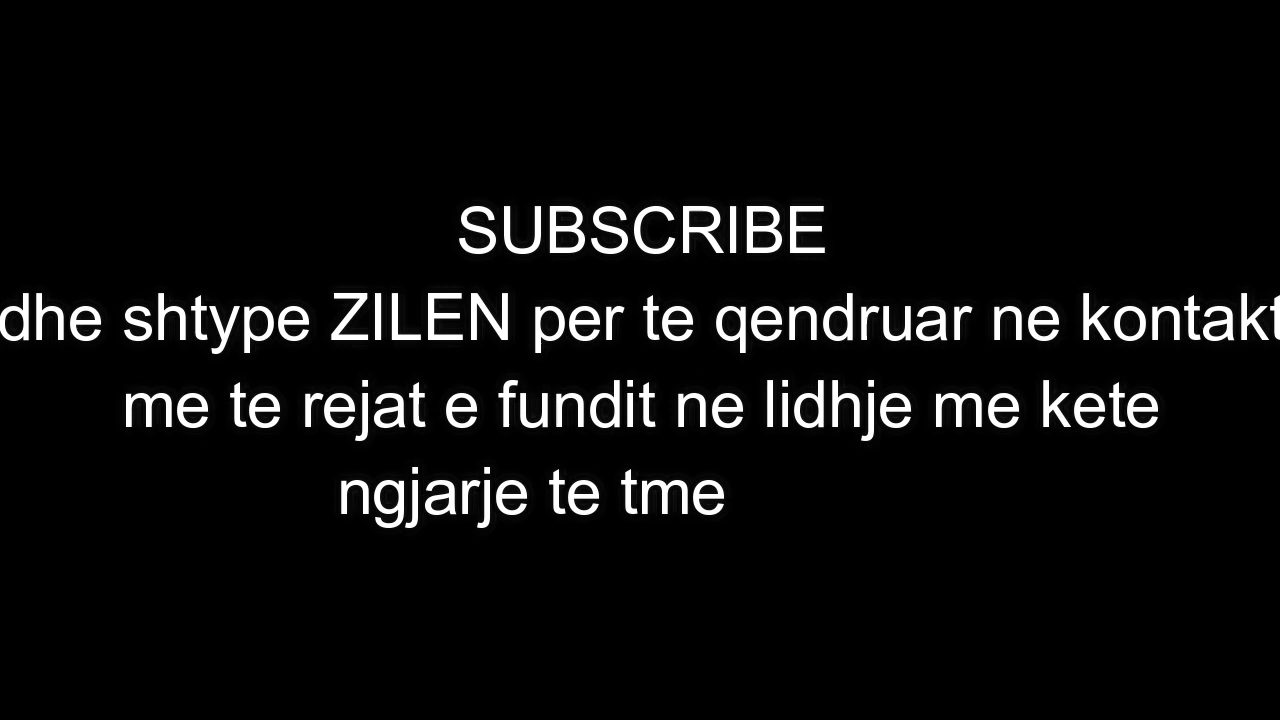 SUBSCRIBE
dhe shtype ZILEN per te qendruar ne kontakt
me te rejat e fundit ne lidhje me kete
ngjarje te tme